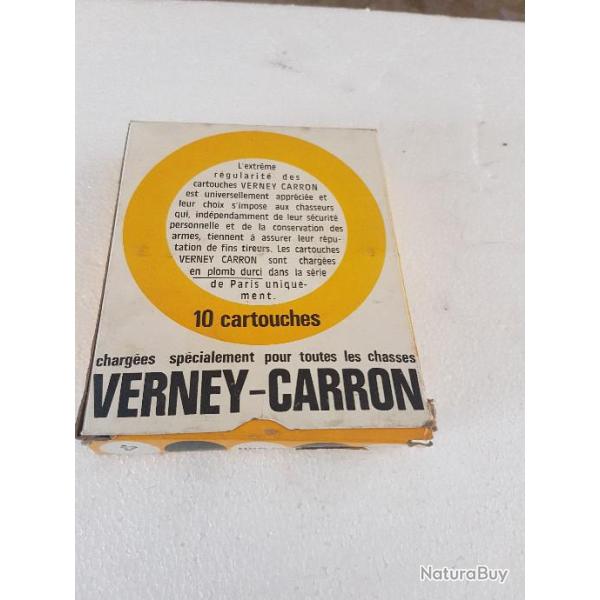 L'extrême
régularité des
cartouches VERNEY CARRON
est universellement appréciée et
leur choix s'impose aux chasseurs
qui, indépendamment de leur sécurité
personnelle et de la conservation des
armes, tiennent à assurer leur répu-
tation de fins tireurs. Les cartouches
VERNEY CARRON sont chargées
en plomb durci dans la série
de Paris unique-
ment.
10 cartouches
chargées spécialement pour toutes les chasses
VERNEY-CARRON
NaturaBuy